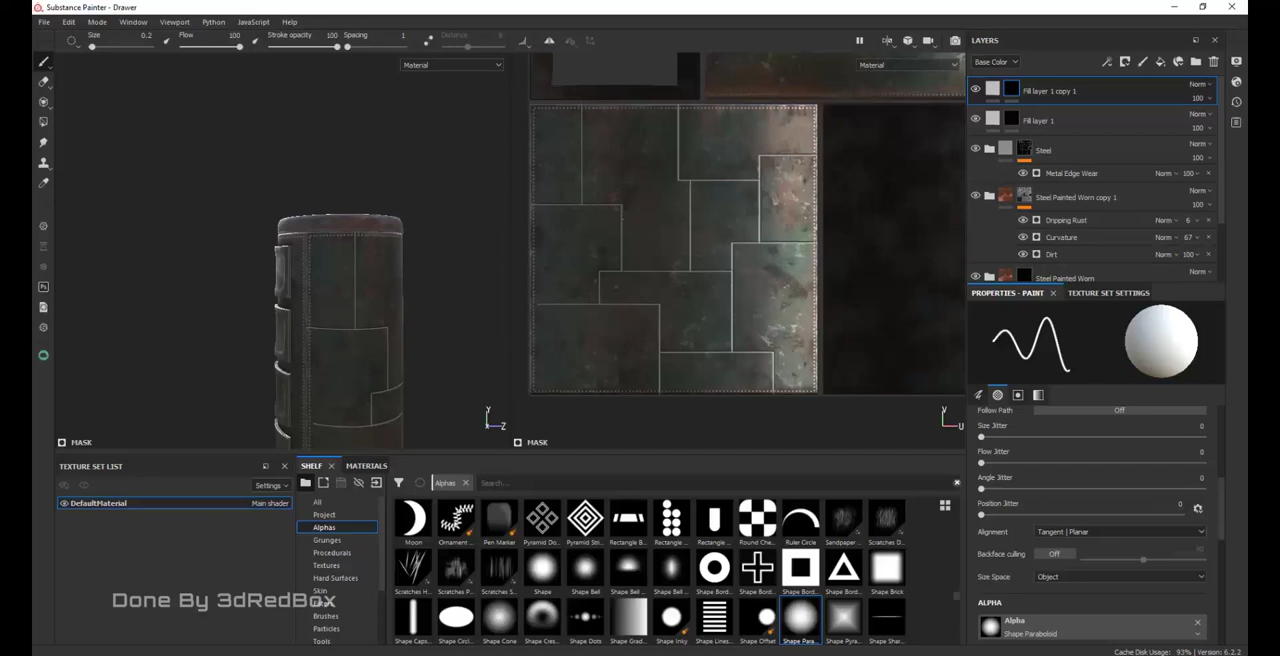 Substance Painter - Drawer
File Edit Mode Window Viewport Python JavaScript Help
Size 0.2 Flow 100 Stroke opacity 100 Spacing 1 Distance 8
Material
Material
MASK
MASK
LAYERS
Base Color
Fill layer 1 copy 1 Norm 100
Fill layer 1 Norm 100
Steel Norm 100
Metal Edge Wear Norm 100
Steel Painted Worn copy 1 Norm 100
Dripping Rust Norm 6
Curvature Norm 67
Dirt Norm 100
Steel Painted Worn Norm
PROPERTIES - PAINT TEXTURE SET SETTINGS
Follow Path Off
Size Jitter 0
Flow Jitter 0
Angle Jitter 0
Position Jitter 0
Alignment Tangent | Planar
Backface culling Off
Size Space Object
ALPHA
Alpha
Shape Paraboloid
TEXTURE SET LIST
Settings
DefaultMaterial Main shader
SHELF MATERIALS
Alphas Search...
All
Project
Alphas
Grunges
Procedurals
Textures
Hard Surfaces
Skin
Brushes
Particles
Tools
Moon Ornament ... Pen Marker Pyramid Do... Pyramid Stri... Rectangle B... Rectangle ... Rectangle ... Round Che... Ruler Circle Sandpaper ... Scratches D...
Scratches H... Scratches P... Scratches S... Shape Shape Bell Shape Bell ... Shape Bell ... Shape Bord... Shape Bord... Shape Bord... Shape Bord... Shape Brick
Shape Caps... Shape Circl... Shape Cone Shape Cres... Shape Dots Shape Grad... Shape Inky Shape Lines... Shape Offset Shape Para... Shape Pyra... Shape Shar...
Done By 3dRedBox
Cache Disk Usage: 93% | Version: 6.2.2